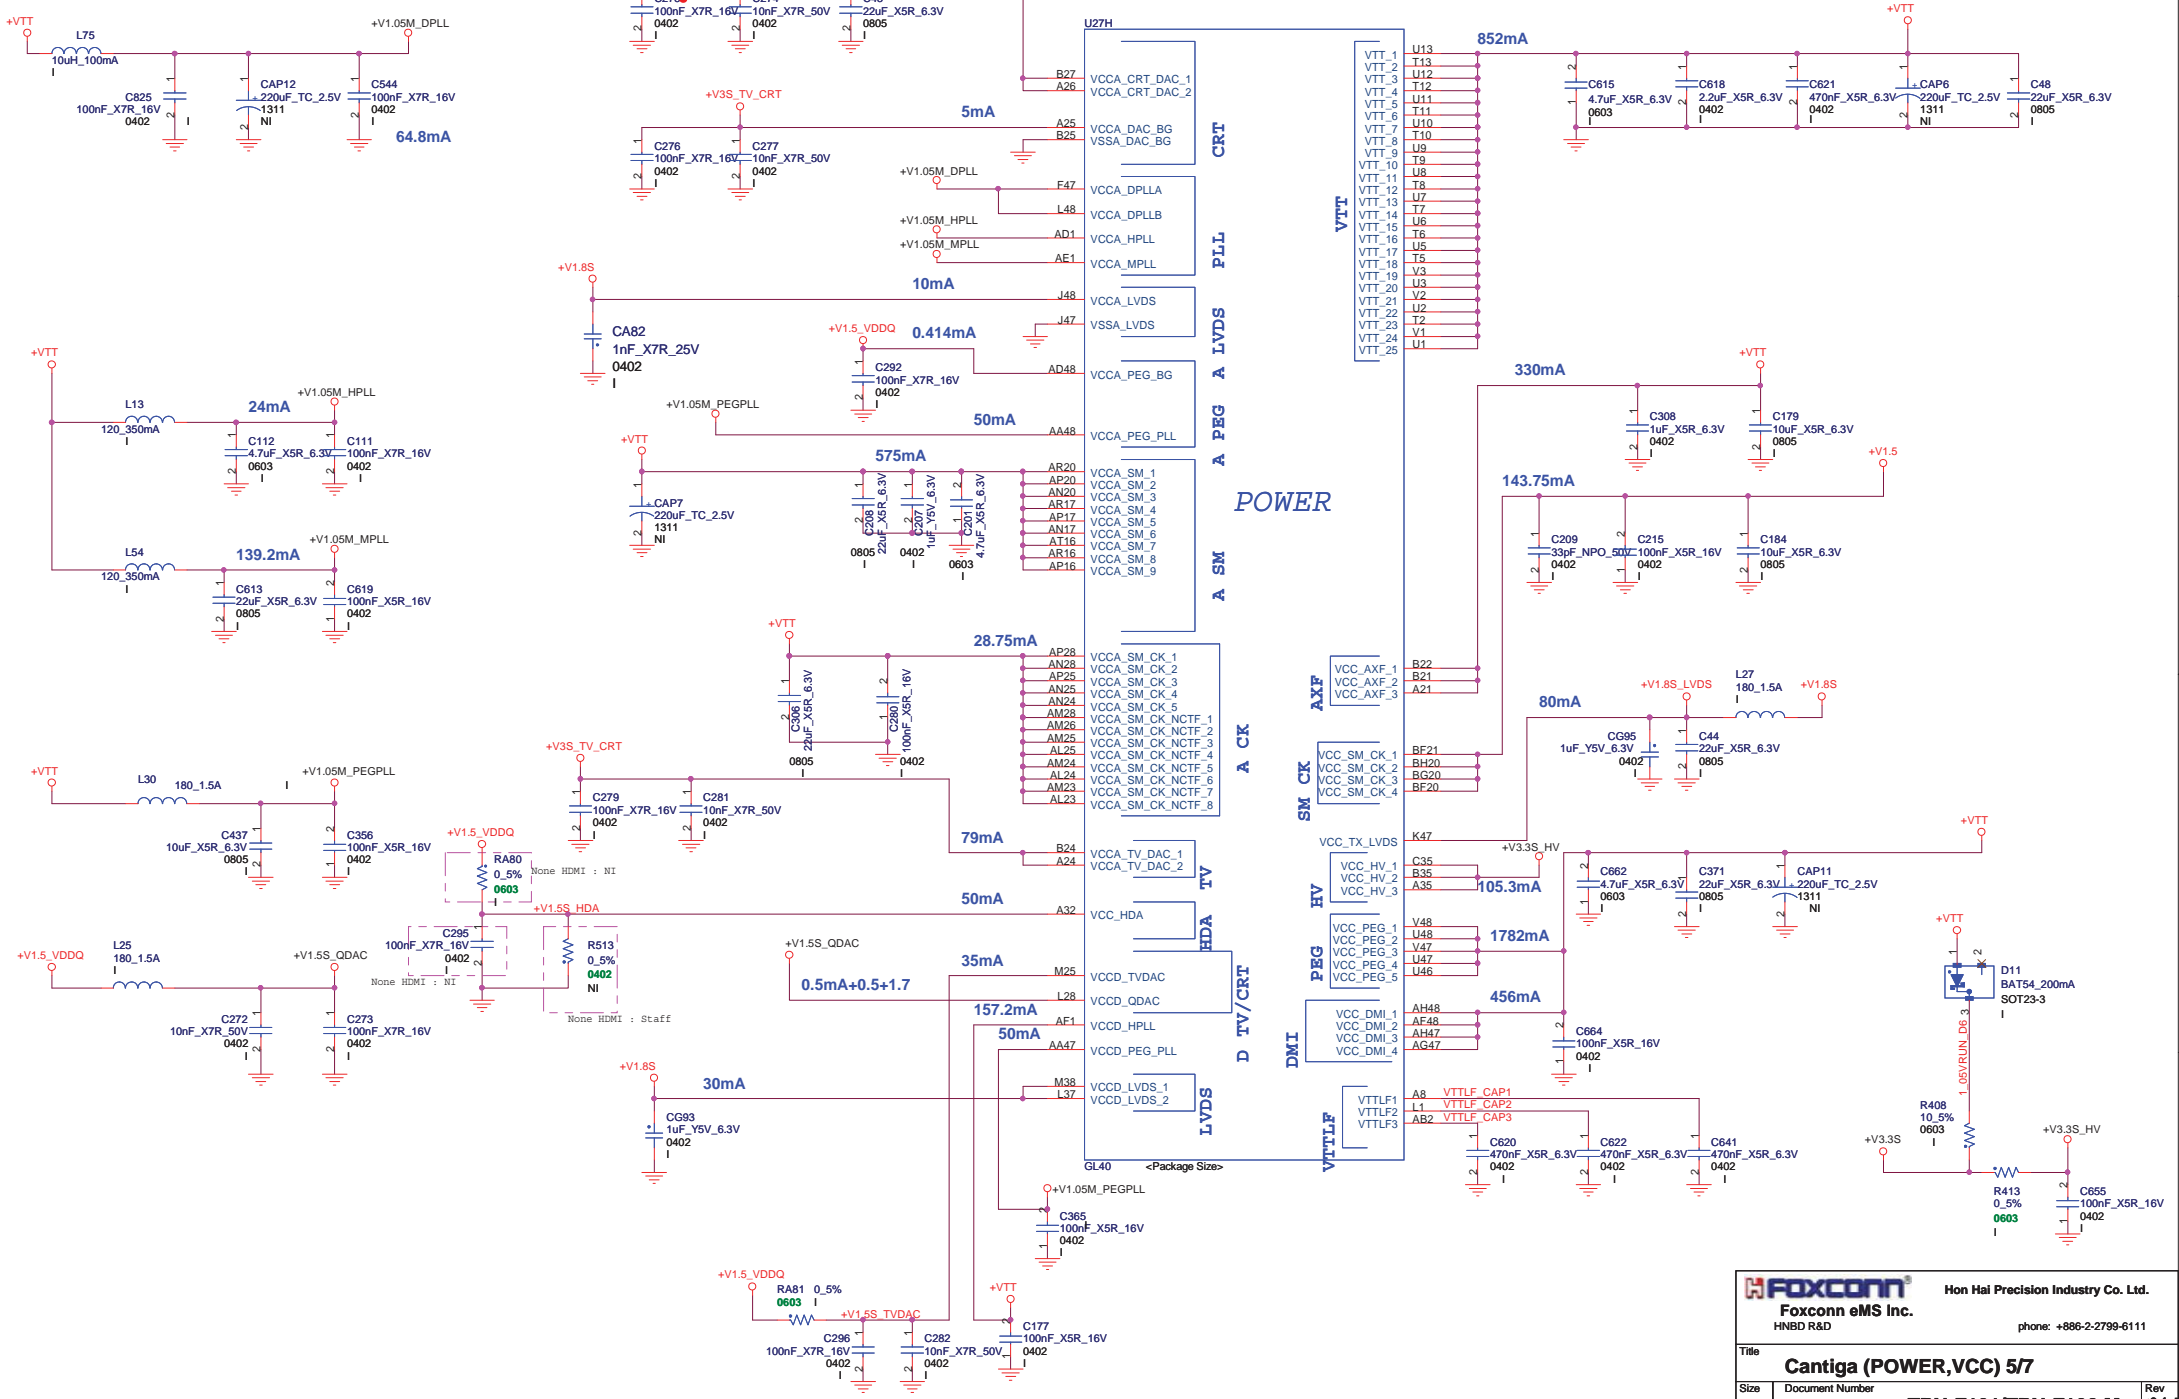 +VTT
L75
10uH_100mA
I
+V1.05M_DPLL
C825
100nF_X7R_16V
0402
I
CAP12
220uF_TC_2.5V
1311
NI
C544
100nF_X7R_16V
0402
I
64.8mA
100nF_X7R_16V
0402
I
10nF_X7R_50V
0402
I
22uF_X5R_6.3V
0805
I
+V3S_TV_CRT
5mA
C276
100nF_X7R_16V
0402
I
C277
10nF_X7R_50V
0402
I
+V1.05M_DPLL
+V1.05M_HPLL
+V1.05M_MPLL
+V1.8S
10mA
CA82
1nF_X7R_25V
0402
I
+V1.5_VDDQ
0.414mA
C292
100nF_X7R_16V
0402
I
+V1.05M_PEGPLL
50mA
+VTT
575mA
CAP7
220uF_TC_2.5V
1311
NI
C208
22uF_X5R_6.3V
0805
I
C207
1uF_Y5V_6.3V
0402
I
C201
4.7uF_X5R_6.3V
0603
I
+VTT
L13
120_350mA
I
24mA
+V1.05M_HPLL
C112
4.7uF_X5R_6.3V
0603
I
C111
100nF_X7R_16V
0402
I
L54
120_350mA
I
139.2mA
+V1.05M_MPLL
C613
22uF_X5R_6.3V
0805
I
C619
100nF_X5R_16V
0402
I
+VTT
28.75mA
C306
22uF_X5R_6.3V
0805
I
C280
100nF_X5R_16V
0402
I
+VTT
L30
180_1.5A
I
+V1.05M_PEGPLL
C437
10uF_X5R_6.3V
0805
I
C356
100nF_X5R_16V
0402
I
+V3S_TV_CRT
C279
100nF_X7R_16V
0402
I
C281
10nF_X7R_50V
0402
I
79mA
+V1.5_VDDQ
RA80
0_5%
0603
I
None HDMI : NI
+V1.5S_HDA
50mA
C295
100nF_X7R_16V
0402
I
None HDMI : NI
R513
0_5%
0402
NI
None HDMI : Staff
+V1.5_VDDQ
L25
180_1.5A
I
+V1.5S_QDAC
C272
10nF_X7R_50V
0402
I
C273
100nF_X7R_16V
0402
I
+V1.5S_QDAC
0.5mA+0.5+1.7
35mA
157.2mA
50mA
+V1.8S
30mA
CG93
1uF_Y5V_6.3V
0402
I
+V1.05M_PEGPLL
C365
100nF_X5R_16V
0402
I
+V1.5_VDDQ
RA81 0_5%
0603 I
+V1.5S_TVDAC
C296
100nF_X7R_16V
0402
I
C282
10nF_X7R_50V
0402
I
+VTT
C177
100nF_X5R_16V
0402
I
U27H
B27 VCCA_CRT_DAC_1
A26 VCCA_CRT_DAC_2
A25 VCCA_DAC_BG
B25 VSSA_DAC_BG
CRT
F47 VCCA_DPLLA
L48 VCCA_DPLLB
AD1 VCCA_HPLL
AE1 VCCA_MPLL
PLL
J48 VCCA_LVDS
J47 VSSA_LVDS
A LVDS
AD48 VCCA_PEG_BG
AA48 VCCA_PEG_PLL
A PEG
AR20 VCCA_SM_1
AP20 VCCA_SM_2
AN20 VCCA_SM_3
AR17 VCCA_SM_4
AP17 VCCA_SM_5
AN17 VCCA_SM_6
AT16 VCCA_SM_7
AR16 VCCA_SM_8
AP16 VCCA_SM_9
A SM
AP28 VCCA_SM_CK_1
AN28 VCCA_SM_CK_2
AP25 VCCA_SM_CK_3
AN25 VCCA_SM_CK_4
AN24 VCCA_SM_CK_5
AM28 VCCA_SM_CK_NCTF_1
AM26 VCCA_SM_CK_NCTF_2
AM25 VCCA_SM_CK_NCTF_3
AL25 VCCA_SM_CK_NCTF_4
AM24 VCCA_SM_CK_NCTF_5
AL24 VCCA_SM_CK_NCTF_6
AM23 VCCA_SM_CK_NCTF_7
AL23 VCCA_SM_CK_NCTF_8
A CK
B24 VCCA_TV_DAC_1
A24 VCCA_TV_DAC_2
TV
A32 VCC_HDA
HDA
M25 VCCD_TVDAC
L28 VCCD_QDAC
AF1 VCCD_HPLL
AA47 VCCD_PEG_PLL
D TV/CRT
M38 VCCD_LVDS_1
L37 VCCD_LVDS_2
LVDS
POWER
GL40
<Package Size>
VTT
VTT_1 U13
VTT_2 T13
VTT_3 U12
VTT_4 T12
VTT_5 U11
VTT_6 T11
VTT_7 U10
VTT_8 T10
VTT_9 U9
VTT_10 T9
VTT_11 U8
VTT_12 T8
VTT_13 U7
VTT_14 T7
VTT_15 U6
VTT_16 T6
VTT_17 U5
VTT_18 T5
VTT_19 V3
VTT_20 U3
VTT_21 V2
VTT_22 U2
VTT_23 T2
VTT_24 V1
VTT_25 U1
AXF
VCC_AXF_1 B22
VCC_AXF_2 B21
VCC_AXF_3 A21
SM CK
VCC_SM_CK_1 BF21
VCC_SM_CK_2 BH20
VCC_SM_CK_3 BG20
VCC_SM_CK_4 BF20
VCC_TX_LVDS K47
HV
VCC_HV_1 C35
VCC_HV_2 B35
VCC_HV_3 A35
PEG
VCC_PEG_1 V48
VCC_PEG_2 U48
VCC_PEG_3 V47
VCC_PEG_4 U47
VCC_PEG_5 U46
DMI
VCC_DMI_1 AH48
VCC_DMI_2 AF48
VCC_DMI_3 AH47
VCC_DMI_4 AG47
VTTLF
VTTLF1 A8 VTTLF_CAP1
VTTLF2 L1 VTTLF_CAP2
VTTLF3 AB2 VTTLF_CAP3
852mA
+VTT
C615
4.7uF_X5R_6.3V
0603
I
C618
2.2uF_X5R_6.3V
0402
I
C621
470nF_X5R_6.3V
0402
I
CAP6
220uF_TC_2.5V
1311
NI
C48
22uF_X5R_6.3V
0805
I
330mA
+VTT
C308
1uF_X5R_6.3V
0402
I
C179
10uF_X5R_6.3V
0805
I
143.75mA
+V1.5
C209
33pF_NPO_50V
0402
I
C215
100nF_X5R_16V
0402
I
C184
10uF_X5R_6.3V
0805
I
80mA
+V1.8S_LVDS
L27
180_1.5A
I
+V1.8S
CG95
1uF_Y5V_6.3V
0402
I
C44
22uF_X5R_6.3V
0805
I
+V3.3S_HV
105.3mA
+VTT
C662
4.7uF_X5R_6.3V
0603
I
C371
22uF_X5R_6.3V
0805
I
CAP11
220uF_TC_2.5V
1311
NI
1782mA
456mA
C664
100nF_X5R_16V
0402
I
C620
470nF_X5R_6.3V
0402
I
C622
470nF_X5R_6.3V
0402
I
C641
470nF_X5R_6.3V
0402
I
+VTT
D11
BAT54_200mA
SOT23-3
I
1_05VRUN_D6
R408
10_5%
0603
I
+V3.3S
+V3.3S_HV
R413
0_5%
0603
I
C655
100nF_X5R_16V
0402
I
FOXCONN
Hon Hai Precision Industry Co. Ltd.
Foxconn eMS Inc.
HNBD R&D
phone: +886-2-2799-6111
Title
Cantiga (POWER,VCC) 5/7
Size
Document Number
Rev